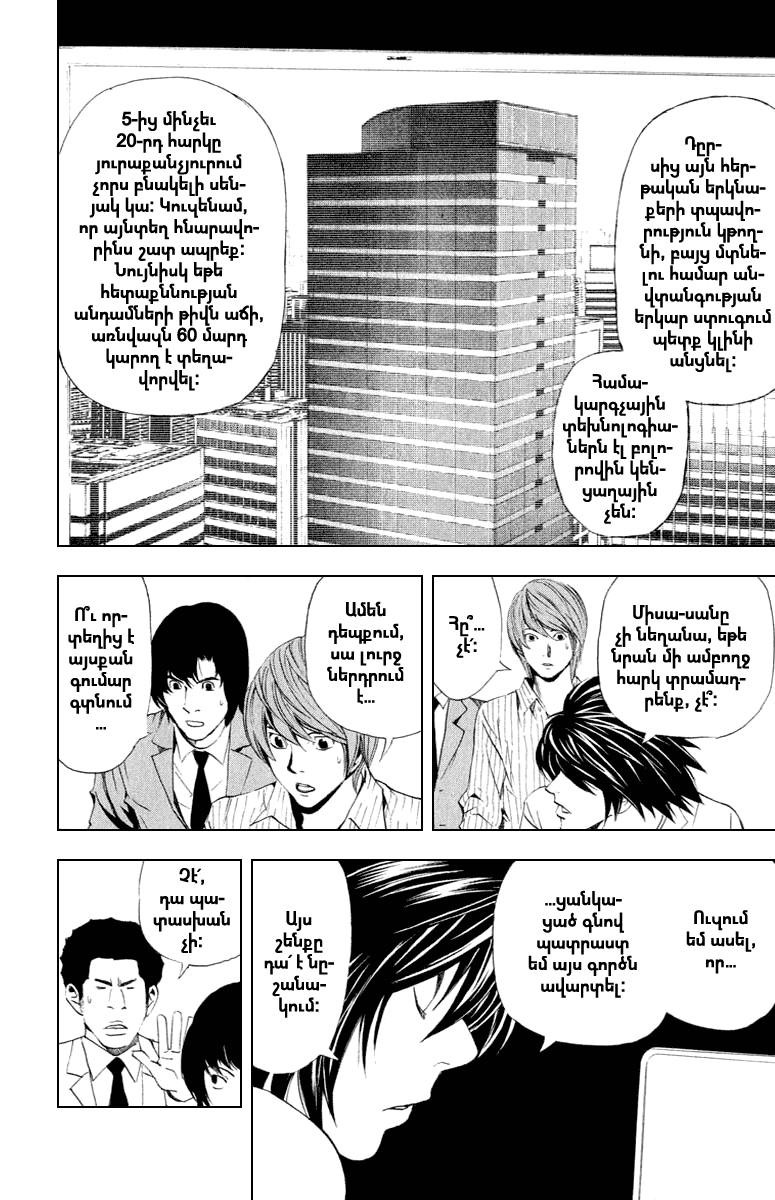 Դըր-
սից այն հեր-
թական երկնա-
քերի տպավո-
րություն կթող-
նի, բայց մտնե-
լու համար ան-
վտանգության
երկար ստուգում
պետք կլինի
անցնել:
Համա-
կարգչային
տեխնոլոգիա-
ներն էլ բոլո-
րովին կեն-
ցաղային
չեն:
5-ից մինչեւ
20-րդ հարկը
յուրաքանչյուրում
չորս բնակելի սեն-
յակ կա: Կուզենամ,
որ այնտեղ հնարավո-
րինս շատ ապրեք:
Նույնիսկ եթե
հետաքննության
անդամների թիվն աճի,
առնվազն 60 մարդ
կարող է տեղա-
վորվել:
Միսա-սանը
չի նեղանա, եթե
նրան մի ամբողջ
հարկ տրամադ-
րենք, չէ՞:
Հը՞...
չէ՛:
Ամեն
դեպքում,
սա լուրջ
ներդրում
է...
Ո՞ւ որ-
տեղից է
այսքան
գումար
գտնում
...
Ուզում
եմ ասել,
որ...
...ցանկա-
ցած գնով
պատրաստ
եմ այս գործն
ավարտել:
Այս
շենքը
դա՛ է նը-
շանա-
կում:
Չէ՛,
դա պա-
տասխան
չի: